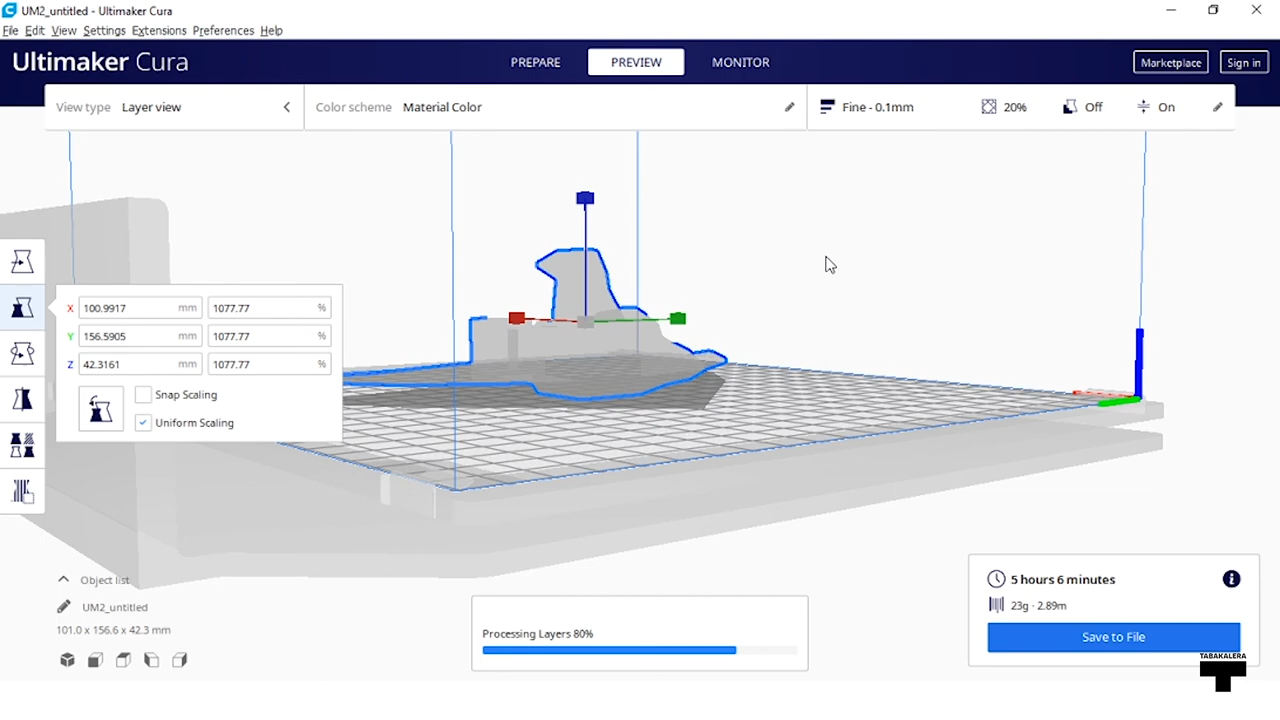 UM2_untitled - Ultimaker Cura
File Edit View Settings Extensions Preferences Help
Ultimaker Cura
PREPARE
PREVIEW
MONITOR
Marketplace
Sign in
View type Layer view
Color scheme Material Color
Fine - 0.1mm
20%
Off
On
X 100.9917 mm 1077.77 %
Y 156.5905 mm 1077.77 %
Z 42.3161 mm 1077.77 %
Snap Scaling
Uniform Scaling
Object list
UM2_untitled
101.0 x 156.6 x 42.3 mm
Processing Layers 80%
5 hours 6 minutes
23g · 2.89m
Save to File
TABAKALERA